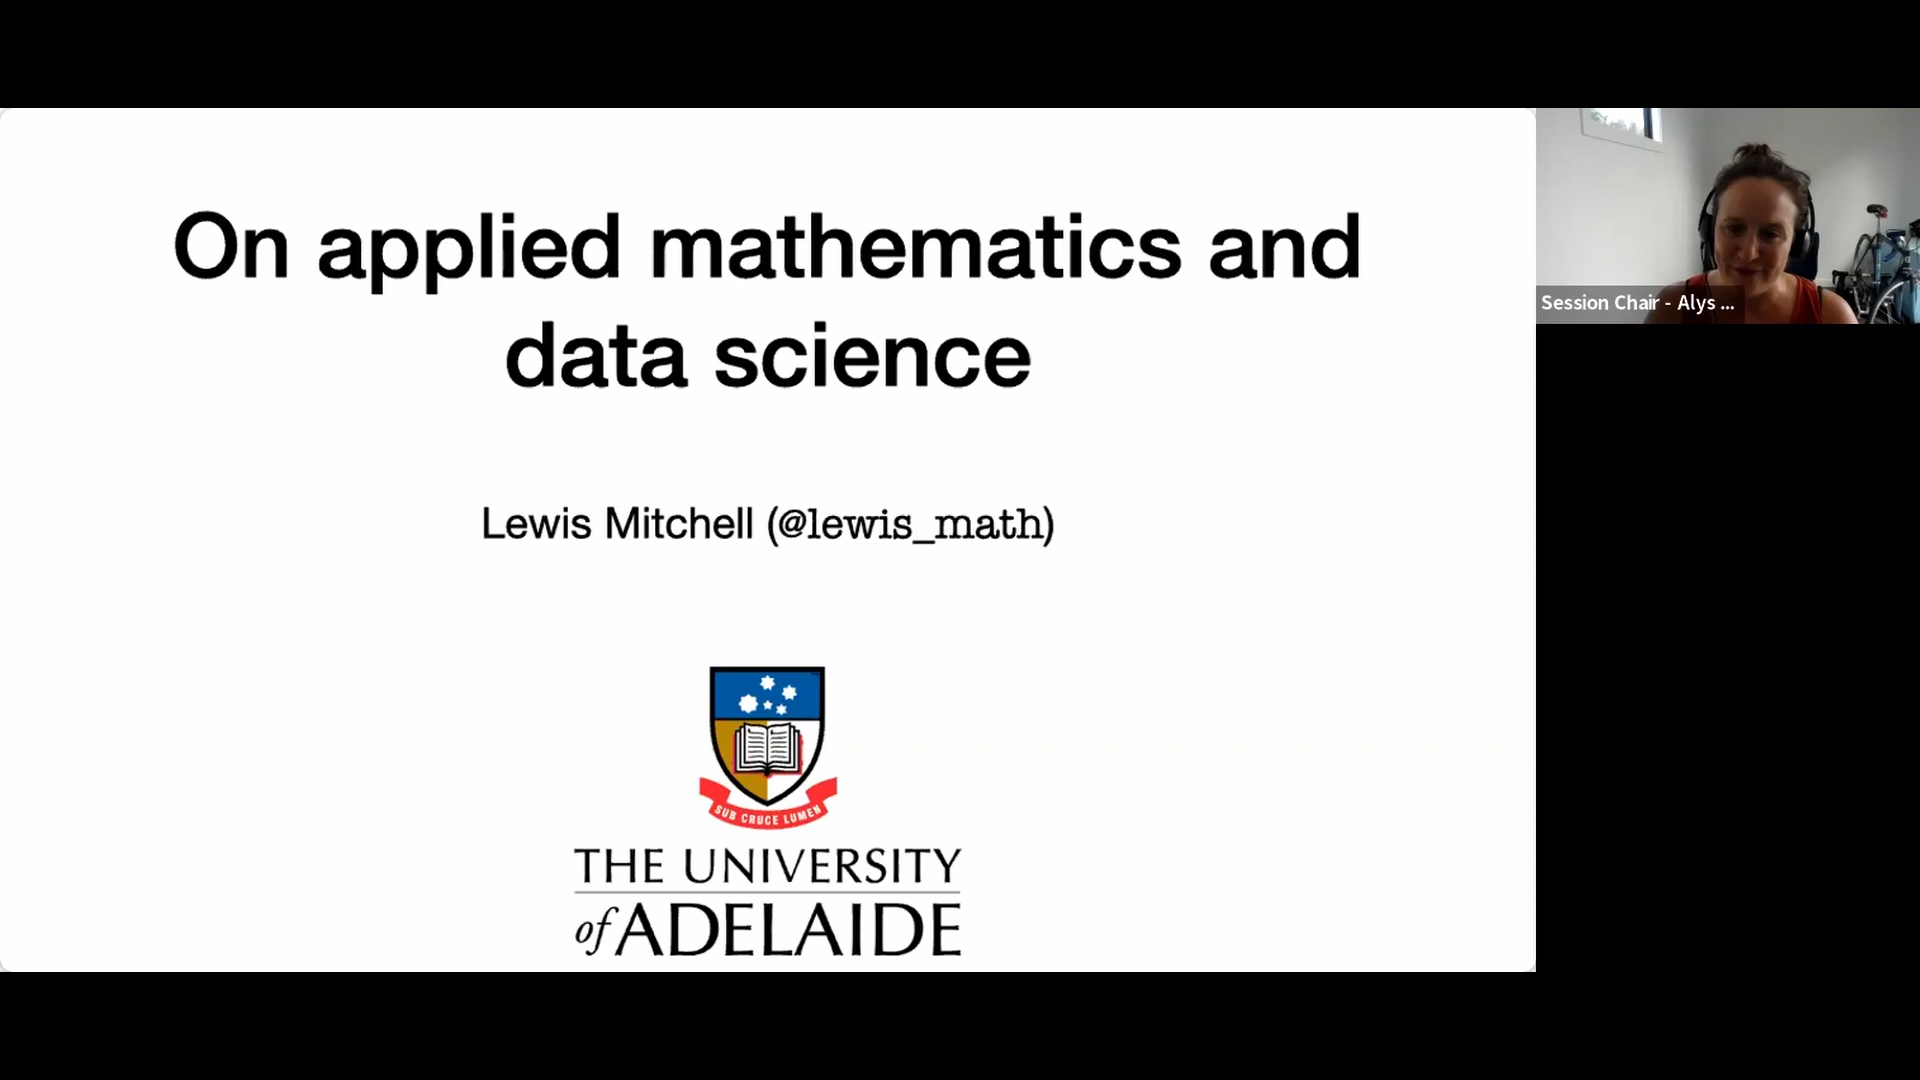 On applied mathematics and
data science
Lewis Mitchell (@lewis_math)
SUB CRUCE LUMEN
THE UNIVERSITY
of ADELAIDE
Session Chair - Alys ...